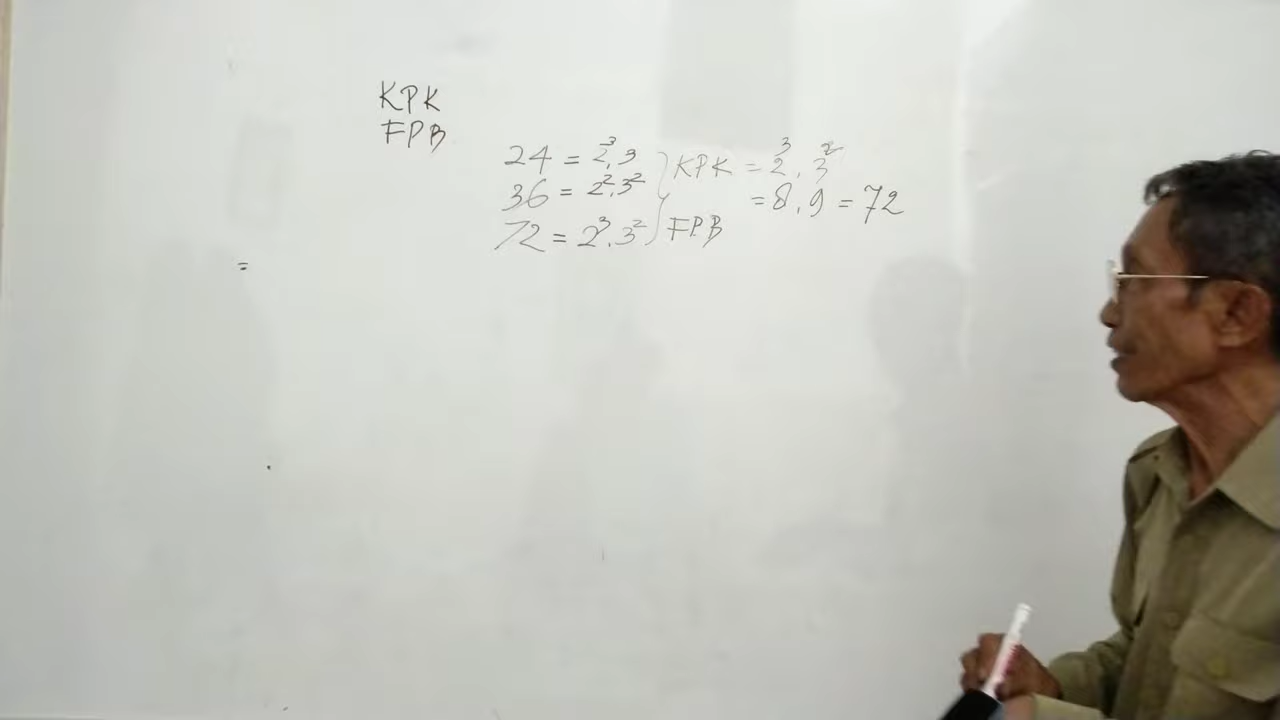 KPK
FPB
24 = 2³.3
36 = 2².3²
72 = 2³.3²
KPK = 2³.3²
= 8.9 = 72
FPB
=